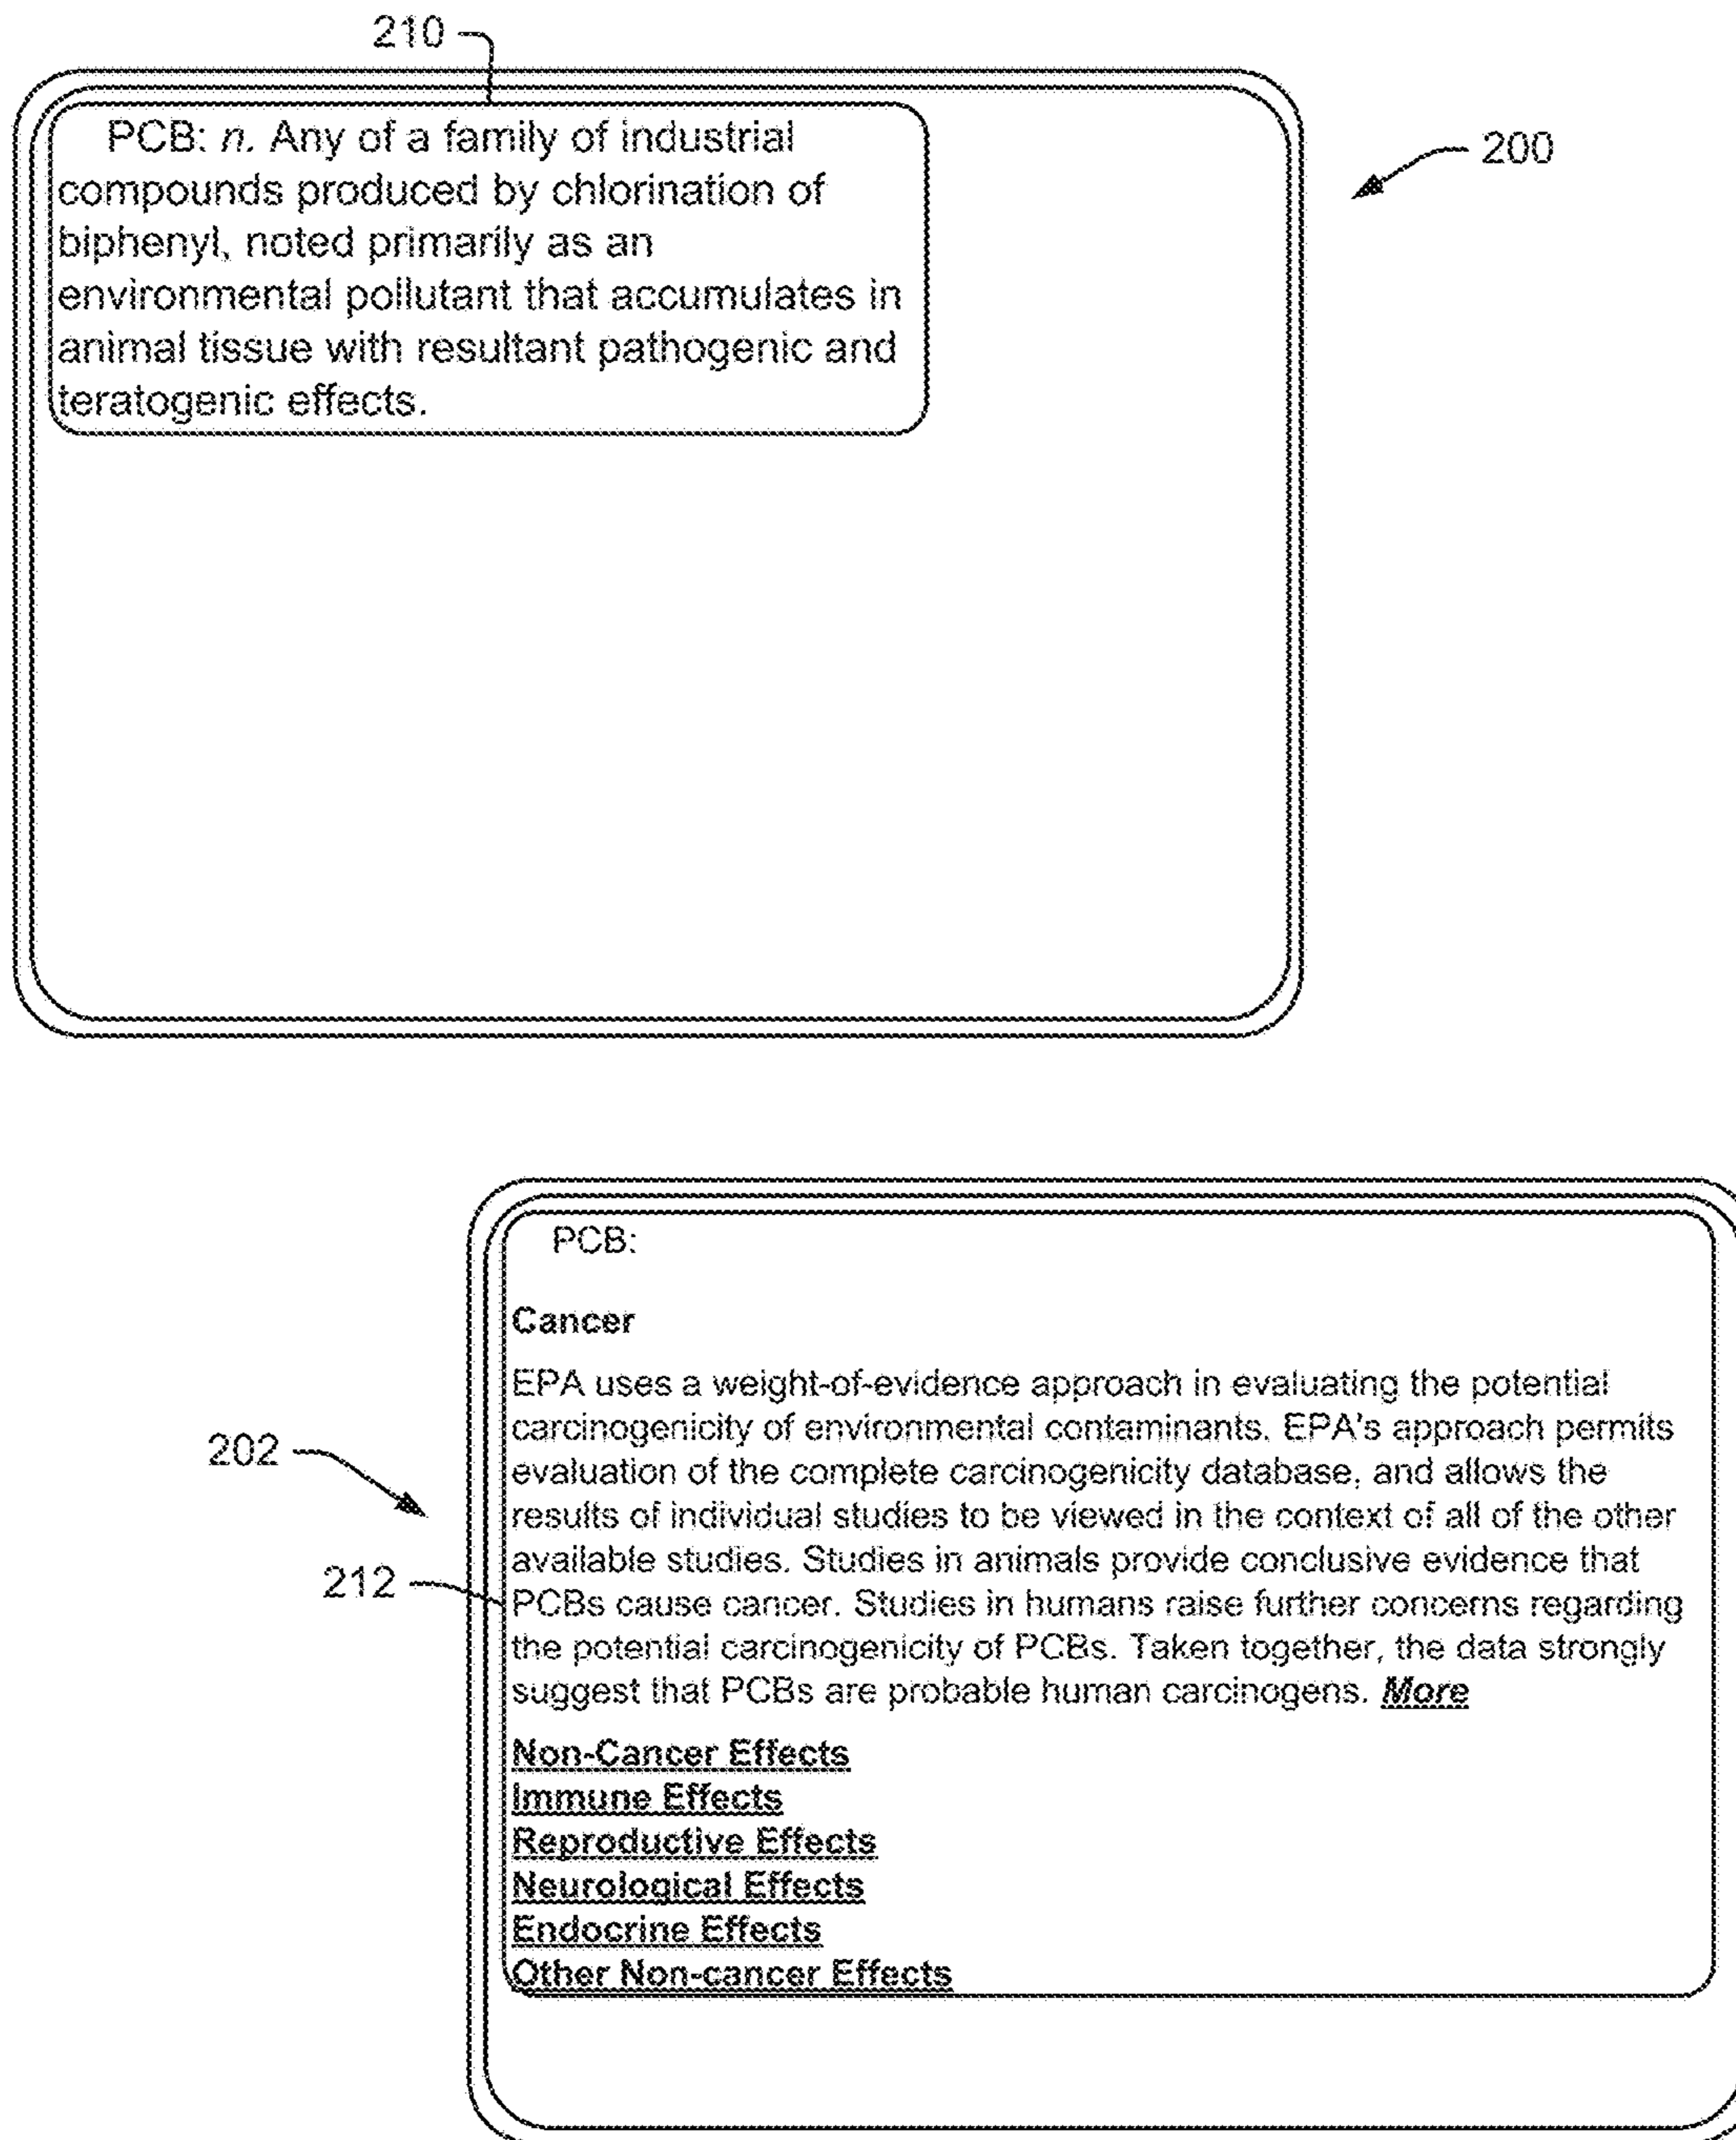 210
200
PCB: n. Any of a family of industrial
compounds produced by chlorination of
biphenyl, noted primarily as an
environmental pollutant that accumulates in
animal tissue with resultant pathogenic and
teratogenic effects.
PCB:
Cancer
EPA uses a weight-of-evidence approach in evaluating the potential
carcinogenicity of environmental contaminants. EPA's approach permits
evaluation of the complete carcinogenicity database, and allows the
results of individual studies to be viewed in the context of all of the other
available studies. Studies in animals provide conclusive evidence that
PCBs cause cancer. Studies in humans raise further concerns regarding
the potential carcinogenicity of PCBs. Taken together, the data strongly
suggest that PCBs are probable human carcinogens. More
202
212
Non-Cancer Effects
Immune Effects
Reproductive Effects
Neurological Effects
Endocrine Effects
Other Non-cancer Effects